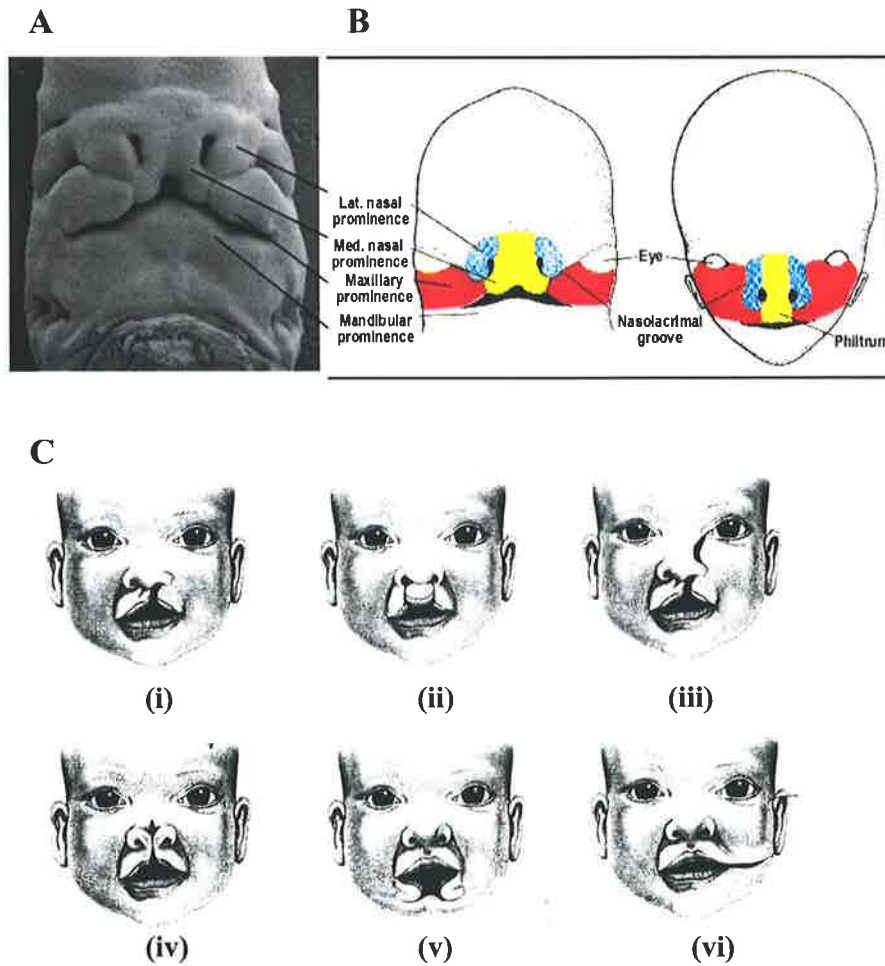 A
B
Lat. nasal
prominence
Med. nasal
prominence
Maxillary
prominence
Mandibular
prominence
Eye
Nasolacrimal
groove
Philtrum
C
(i)
(ii)
(iii)
(iv)
(v)
(vi)